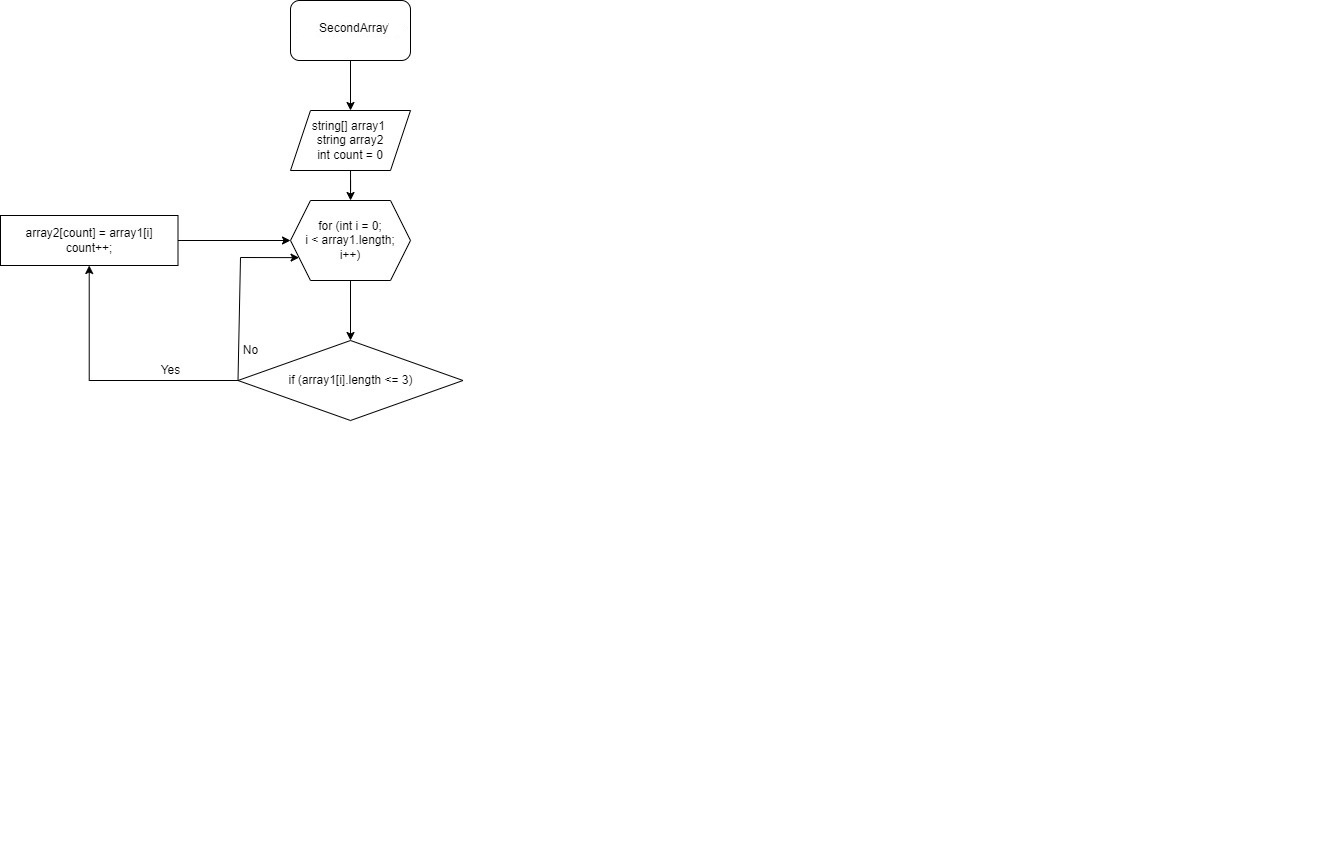 SecondArray
string[] array1
string array2
int count = 0
array2[count] = array1[i]
count++;
for (int i = 0;
i < array1.length;
i++)
No
Yes
if (array1[i].length <= 3)